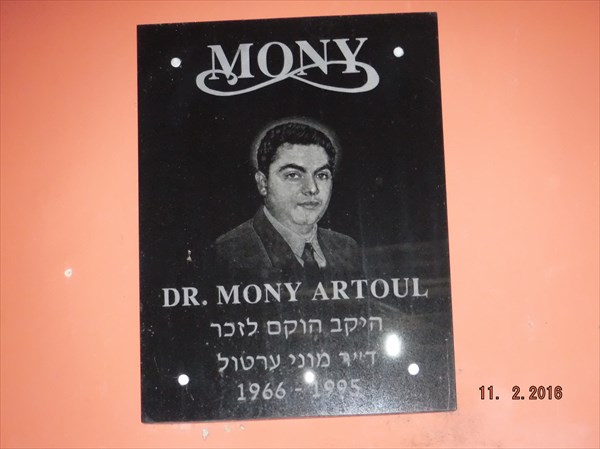 MONY
DR. MONY ARTOUL
היקב הוקם לזכר
ד״ר מוני ערטול
1966 - 1995
11. 2. 2016